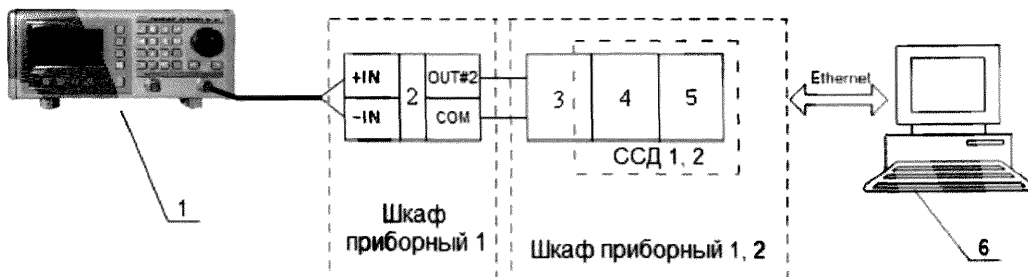 +IN
-IN
2
OUT#2
COM
3
4
5
ССД 1, 2
Ethernet
1
Шкаф
приборный 1
Шкаф приборный 1, 2
6